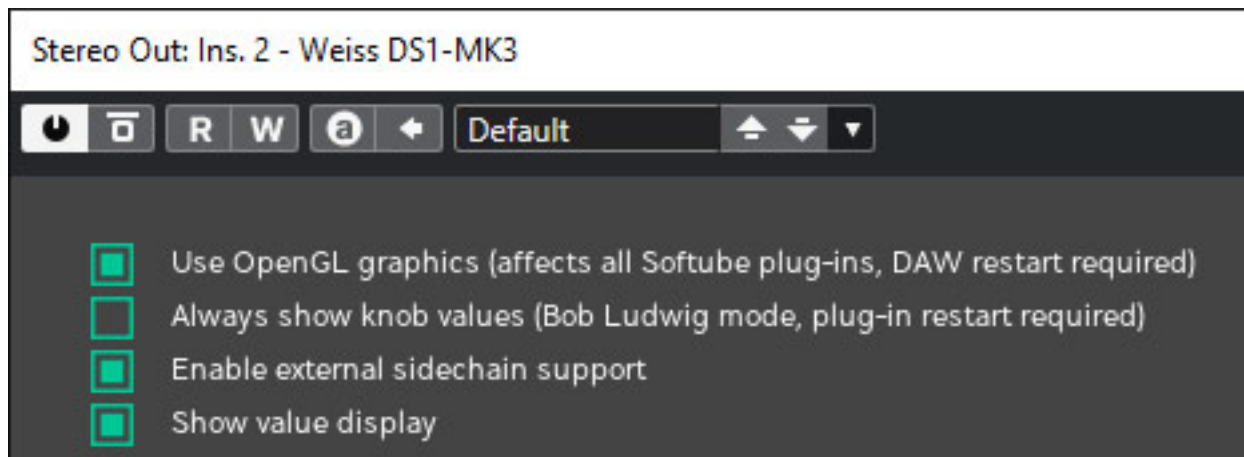 Stereo Out: Ins. 2 - Weiss DS1-MK3
R W a Default
Use OpenGL graphics (affects all Softube plug-ins, DAW restart required)
Always show knob values (Bob Ludwig mode, plug-in restart required)
Enable external sidechain support
Show value display